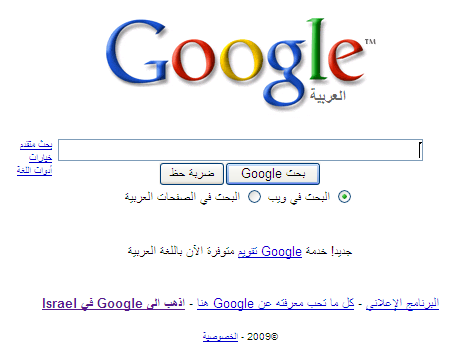 Google™
العربية
بحث متقدم
خيارات
أدوات اللغة
بحث Google ضربة حظ
البحث في ويب البحث في الصفحات العربية
جديد! خدمة Google تقويم متوفرة الآن باللغة العربية
البرنامج الإعلاني - كل ما تحب معرفته عن Google هنا - اذهب الى Google في Israel
©2009 - الخصوصية